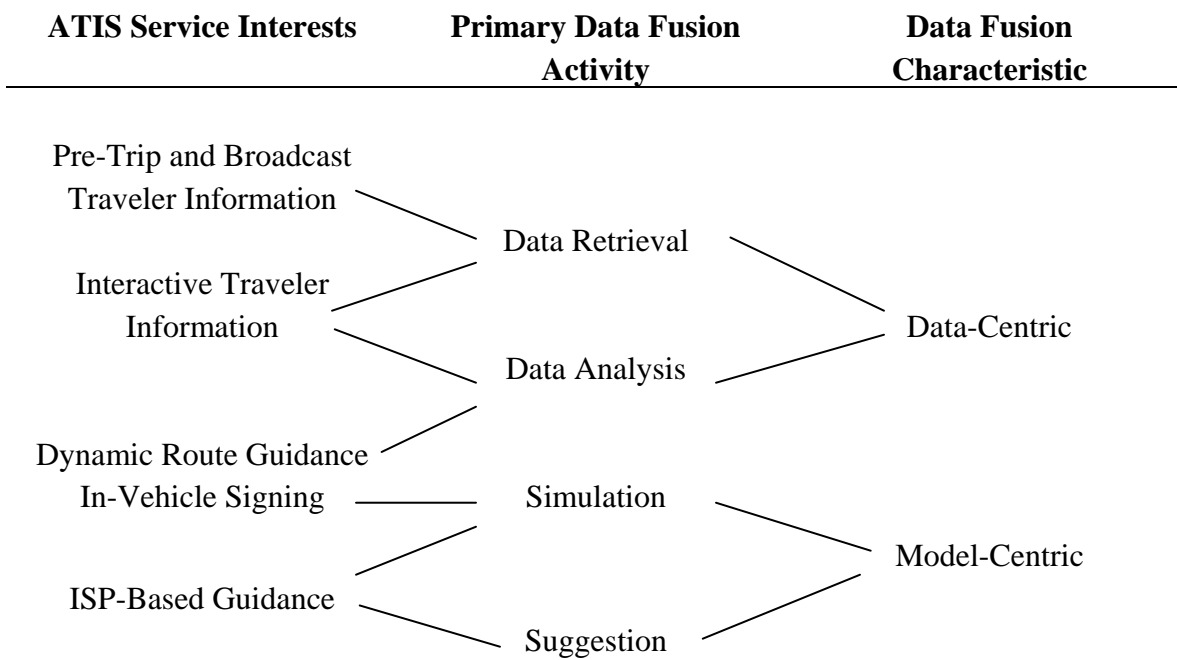 ATIS Service Interests
Primary Data Fusion
Activity
Data Fusion
Characteristic
Pre-Trip and Broadcast
Traveler Information
Data Retrieval
Interactive Traveler
Information
Data-Centric
Data Analysis
Dynamic Route Guidance
In-Vehicle Signing
Simulation
Model-Centric
ISP-Based Guidance
Suggestion